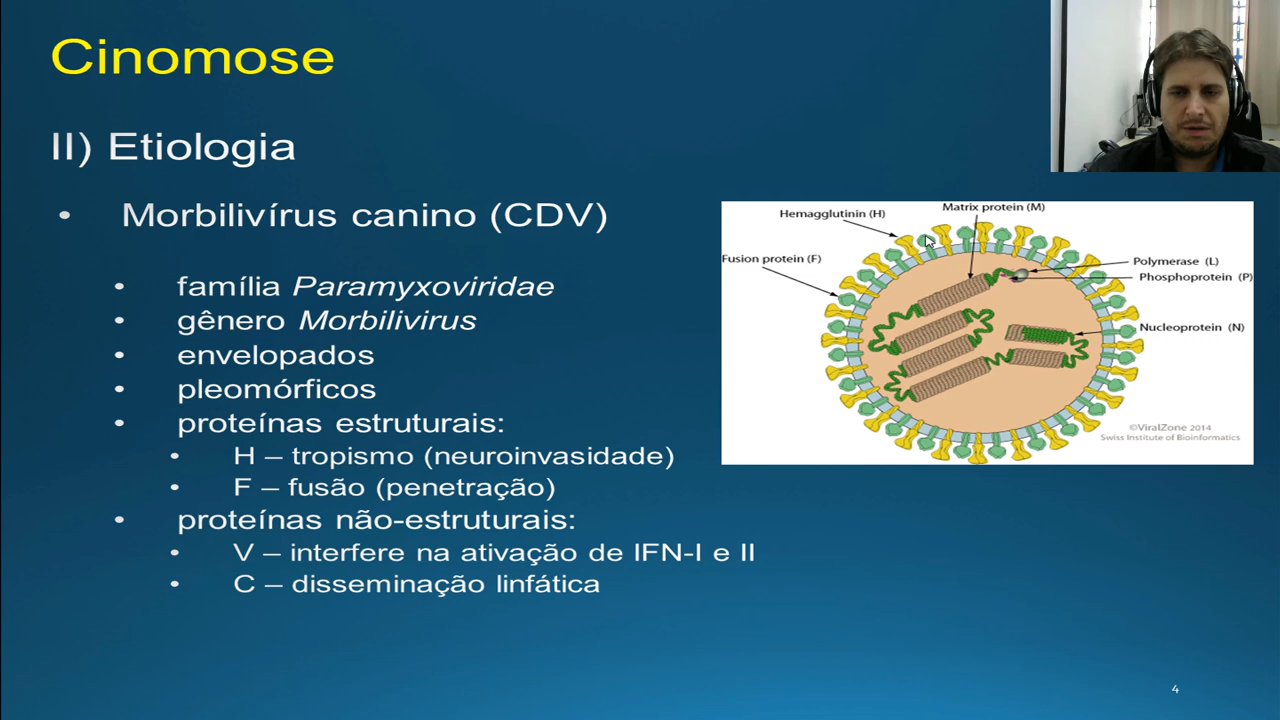 Cinomose
II) Etiologia
• Morbilivírus canino (CDV)
• família Paramyxoviridae
• gênero Morbilivirus
• envelopados
• pleomórficos
• proteínas estruturais:
• H – tropismo (neuroinvasidade)
• F – fusão (penetração)
• proteínas não-estruturais:
• V – interfere na ativação de IFN-I e II
• C – disseminação linfática
Matrix protein (M)
Hemagglutinin (H)
Fusion protein (F)
Polymerase (L)
Phosphoprotein (P)
Nucleoprotein (N)
©ViralZone 2014
Swiss Institute of Bioinformatics
4